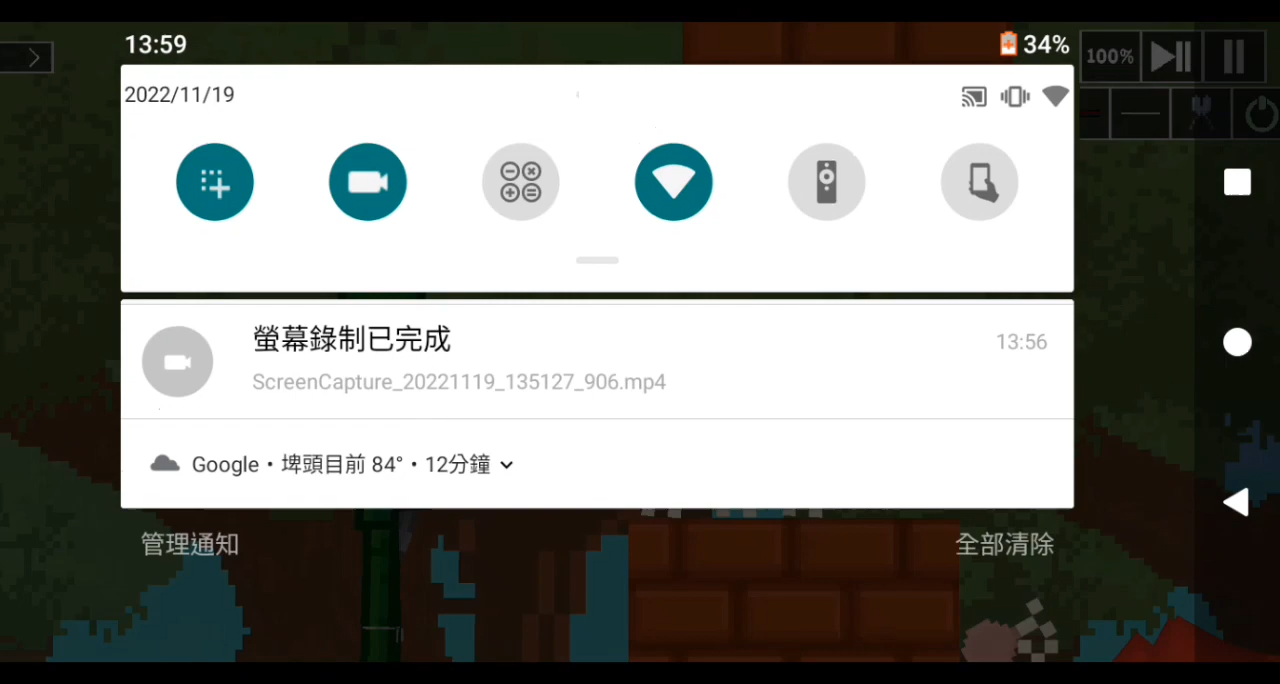 13:59
34%
100%
2022/11/19
螢幕錄制已完成
13:56
ScreenCapture_20221119_135127_906.mp4
Google • 埤頭目前 84° • 12分鐘
管理通知
全部清除